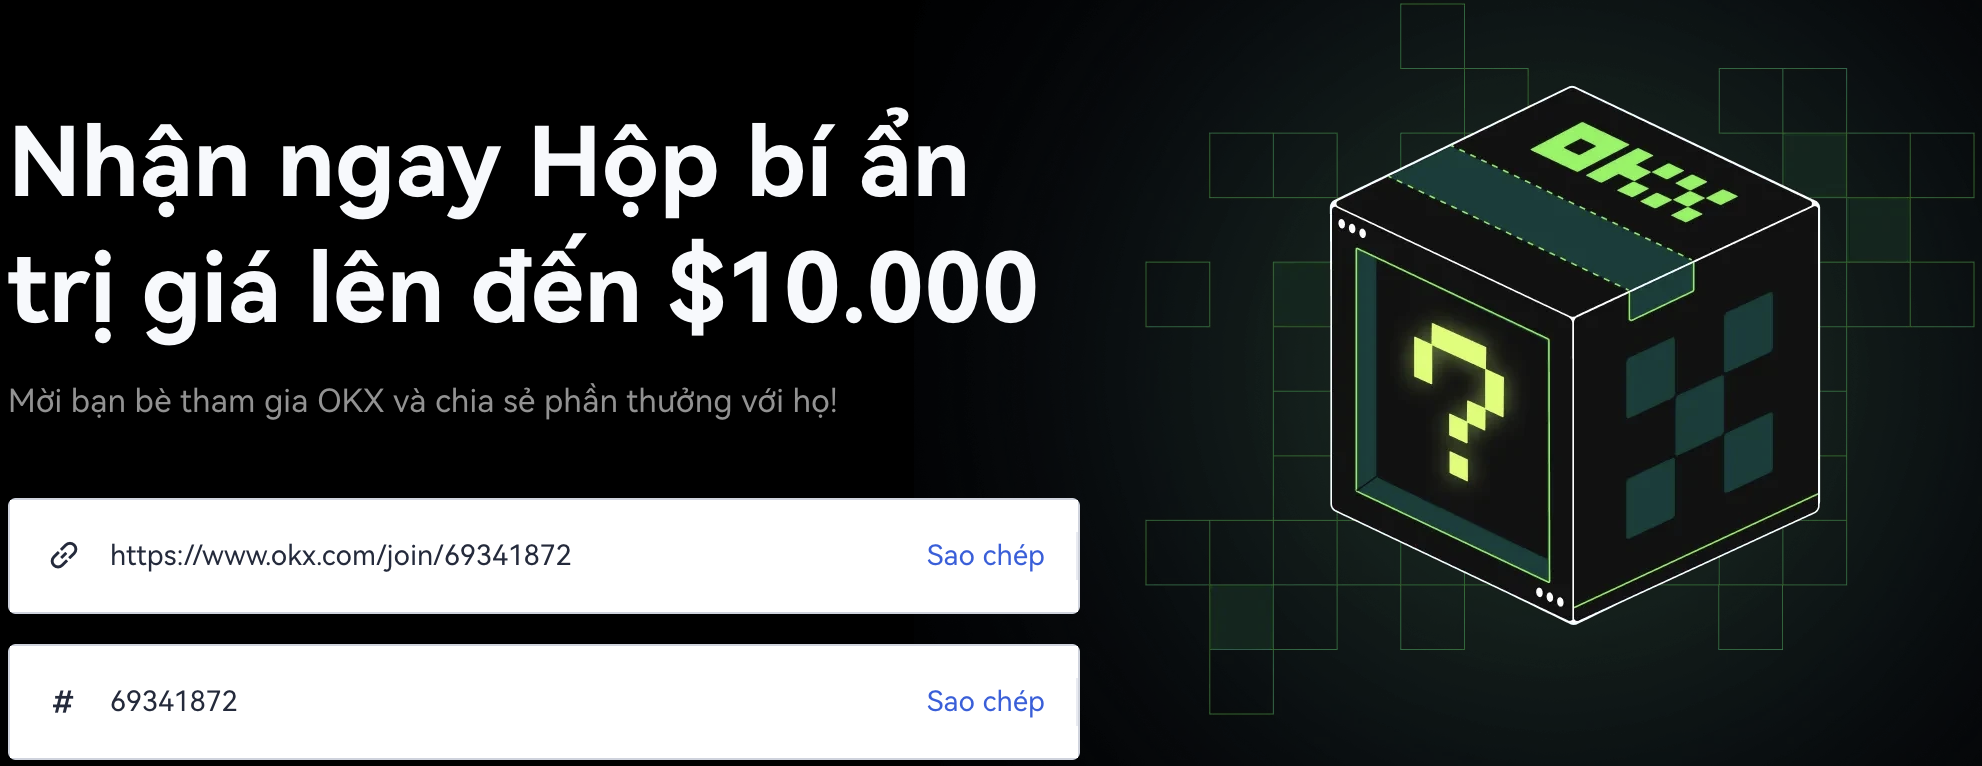 Nhận ngay Hộp bí ẩn
trị giá lên đến $10.000
Mời bạn bè tham gia OKX và chia sẻ phần thưởng với họ!
https://www.okx.com/join/69341872 Sao chép
# 69341872 Sao chép
OKX
?